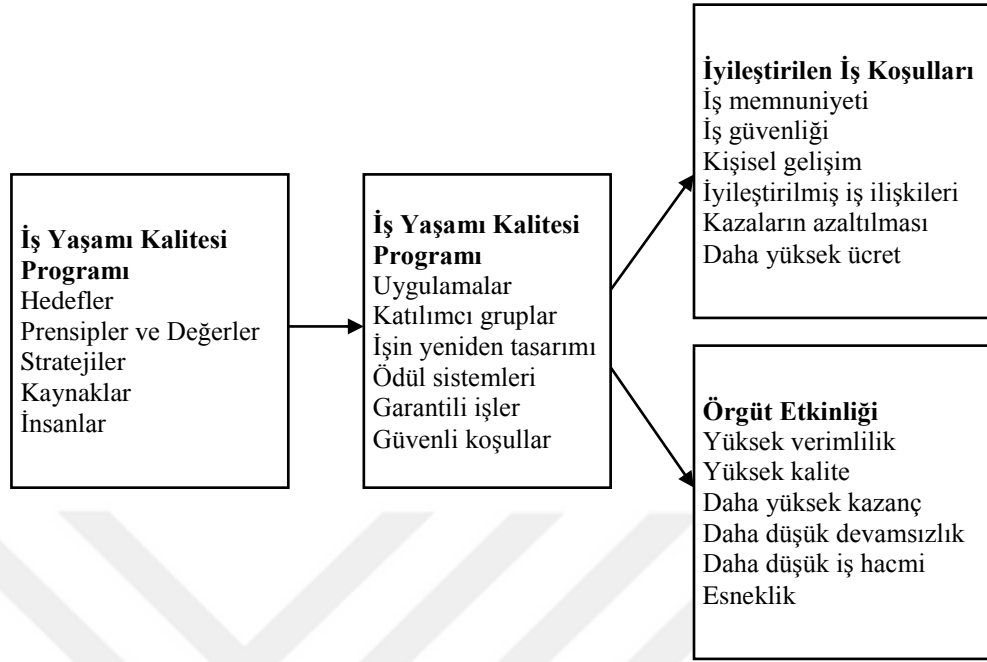 İş Yaşamı Kalitesi
Programı
Hedefler
Prensipler ve Değerler
Stratejiler
Kaynaklar
İnsanlar
İş Yaşamı Kalitesi
Programı
Uygulamalar
Katılımcı gruplar
İşin yeniden tasarımı
Ödül sistemleri
Garantili işler
Güvenli koşullar
İyileştirilen İş Koşulları
İş memnuniyeti
İş güvenliği
Kişisel gelişim
İyileştirilmiş iş ilişkileri
Kazaların azaltılması
Daha yüksek ücret
Örgüt Etkinliği
Yüksek verimlilik
Yüksek kalite
Daha yüksek kazanç
Daha düşük devamsızlık
Daha düşük iş hacmi
Esneklik